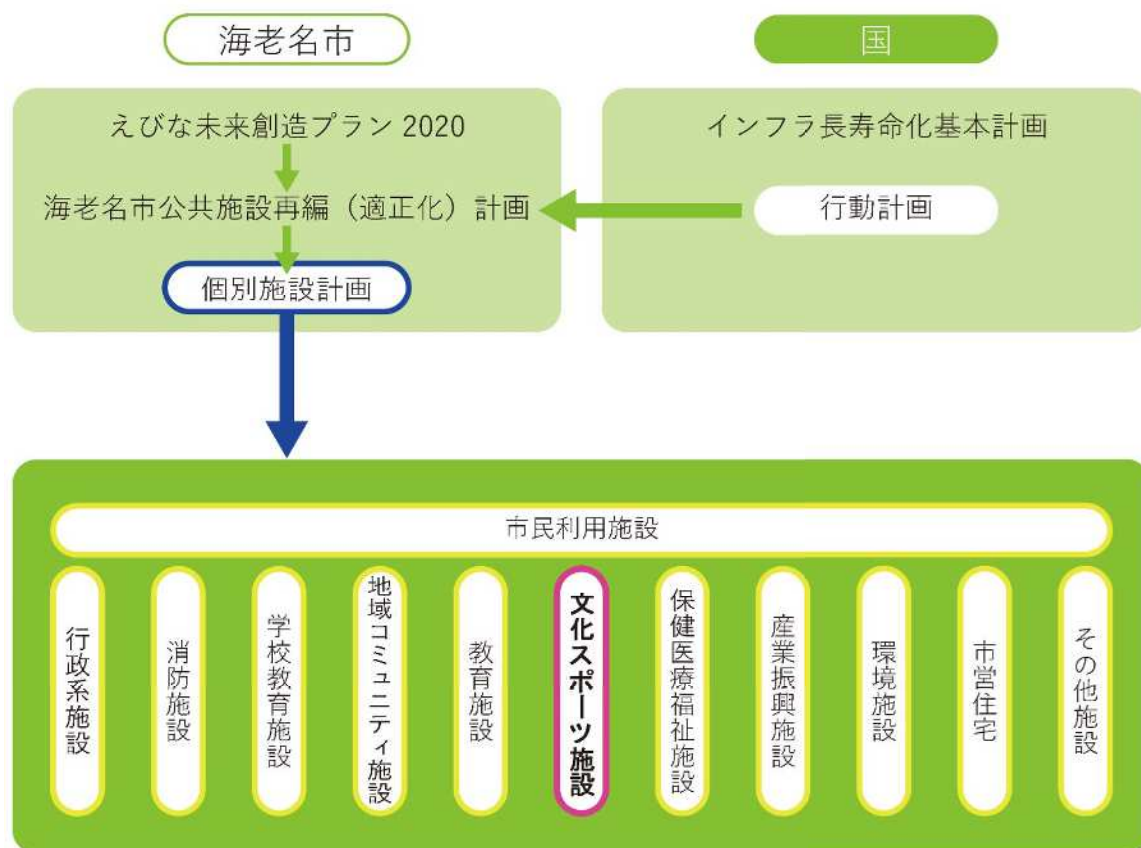 海老名市
国
えびな未来創造プラン 2020
インフラ長寿命化基本計画
海老名市公共施設再編（適正化）計画
行動計画
個別施設計画
市民利用施設
行政系施設
消防施設
学校教育施設
地域コミュニティ施設
教育施設
文化スポーツ施設
保健医療福祉施設
産業振興施設
環境施設
市営住宅
その他施設